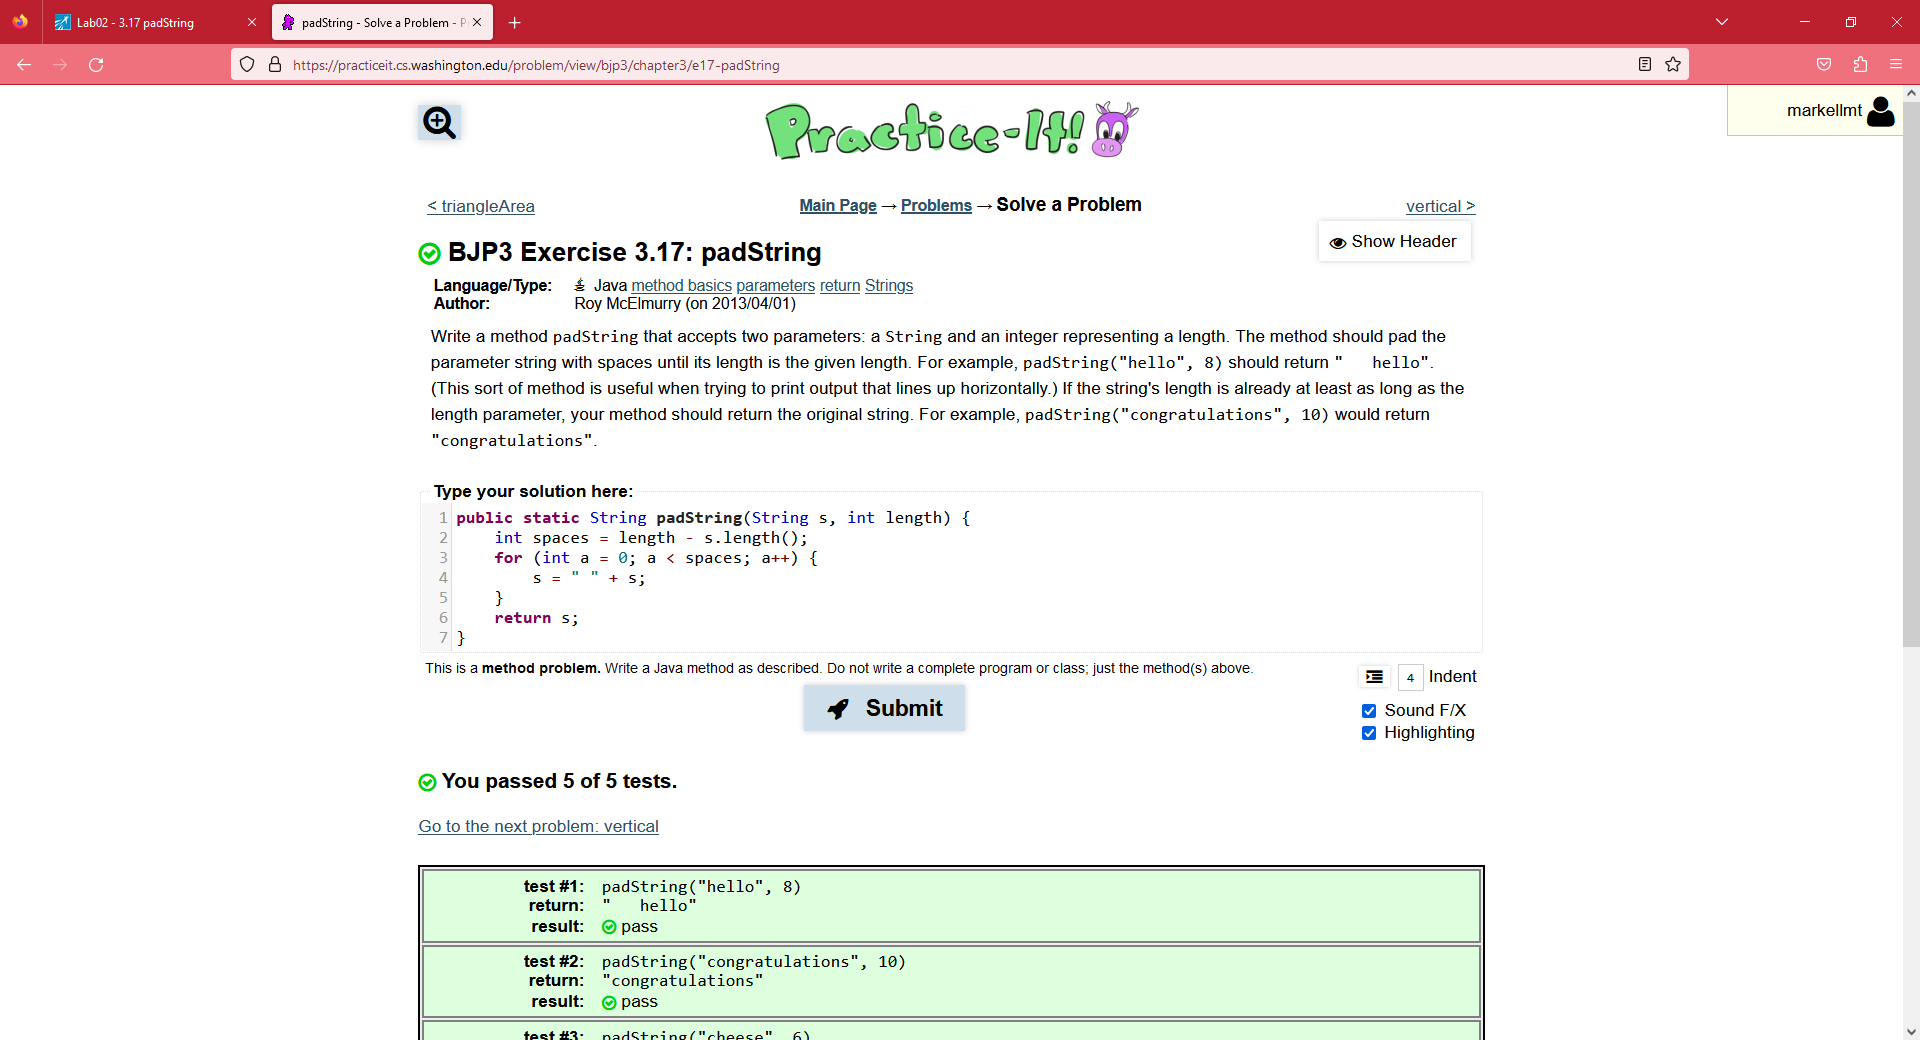 Lab02 - 3.17 padString
padString - Solve a Problem - P
https://practiceit.cs.washington.edu/problem/view/bjp3/chapter3/e17-padString
Practice-It!
markellmt
< triangleArea
Main Page → Problems → Solve a Problem
vertical >
Show Header
BJP3 Exercise 3.17: padString
Language/Type: Java method basics parameters return Strings
Author: Roy McElmurry (on 2013/04/01)
Write a method padString that accepts two parameters: a String and an integer representing a length. The method should pad the
parameter string with spaces until its length is the given length. For example, padString("hello", 8) should return "   hello".
(This sort of method is useful when trying to print output that lines up horizontally.) If the string's length is already at least as long as the
length parameter, your method should return the original string. For example, padString("congratulations", 10) would return
"congratulations".
Type your solution here:
1 public static String padString(String s, int length) {
2     int spaces = length - s.length();
3     for (int a = 0; a < spaces; a++) {
4         s = " " + s;
5     }
6     return s;
7 }
This is a method problem. Write a Java method as described. Do not write a complete program or class; just the method(s) above.
4 Indent
Submit
Sound F/X
Highlighting
You passed 5 of 5 tests.
Go to the next problem: vertical
test #1: padString("hello", 8)
return: "   hello"
result: pass
test #2: padString("congratulations", 10)
return: "congratulations"
result: pass
test #3: padString("cheese", 6)